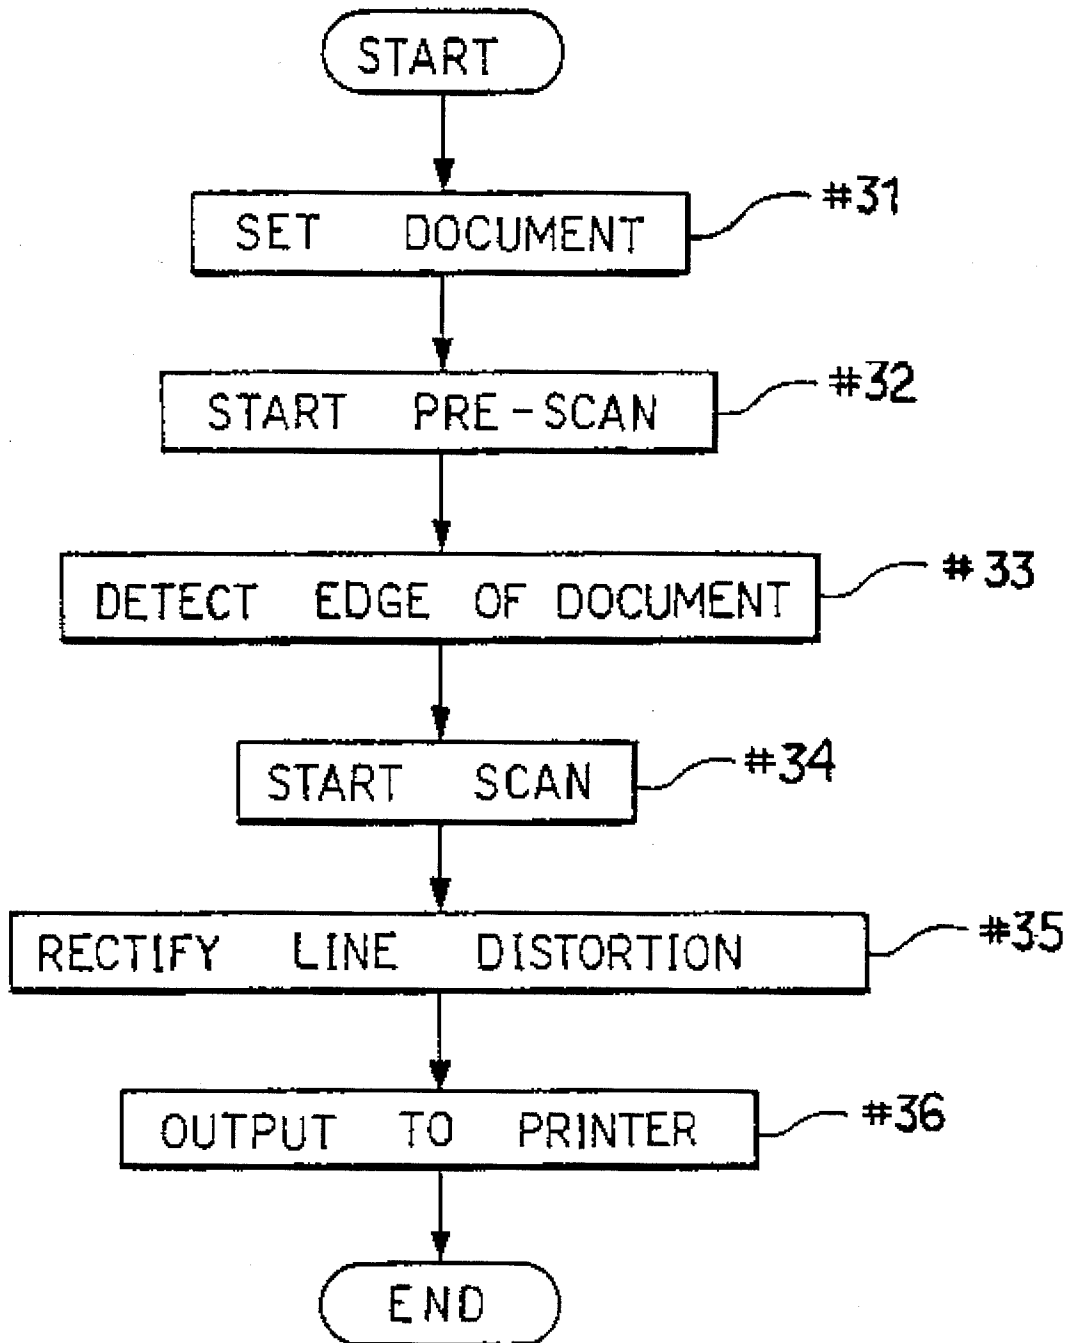 START
SET DOCUMENT #31
START PRE-SCAN #32
DETECT EDGE OF DOCUMENT #33
START SCAN #34
RECTIFY LINE DISTORTION #35
OUTPUT TO PRINTER #36
END